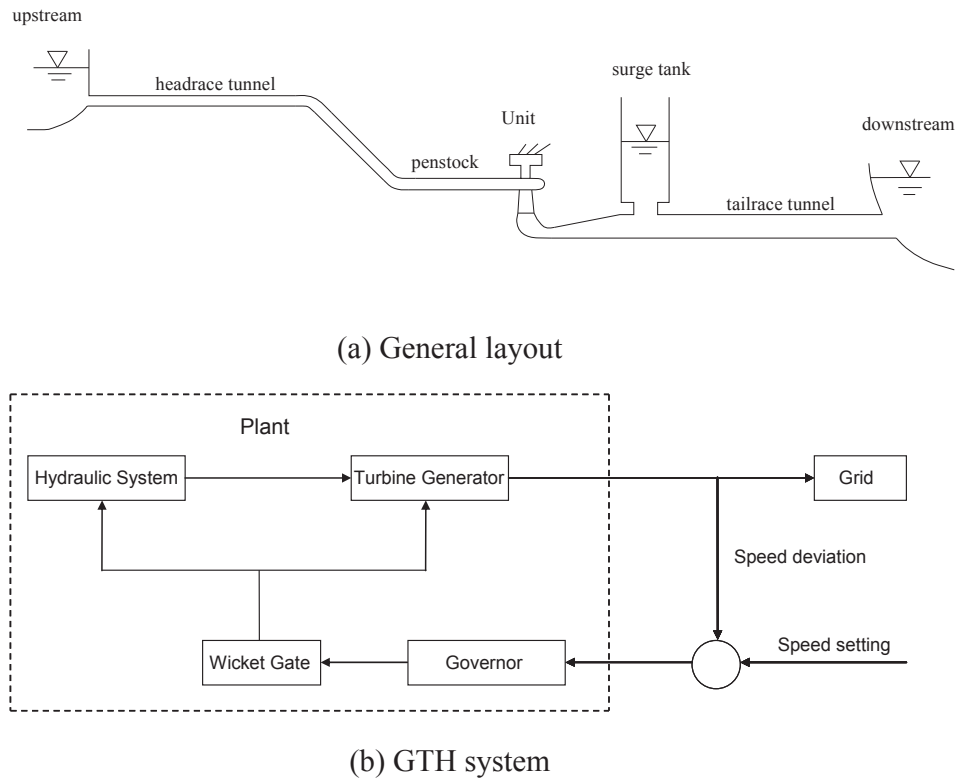 upstream
headrace tunnel
surge tank
Unit
downstream
penstock
tailrace tunnel
(a) General layout
Plant
Hydraulic System
Turbine Generator
Grid
Speed deviation
Speed setting
Wicket Gate
Governor
(b) GTH system